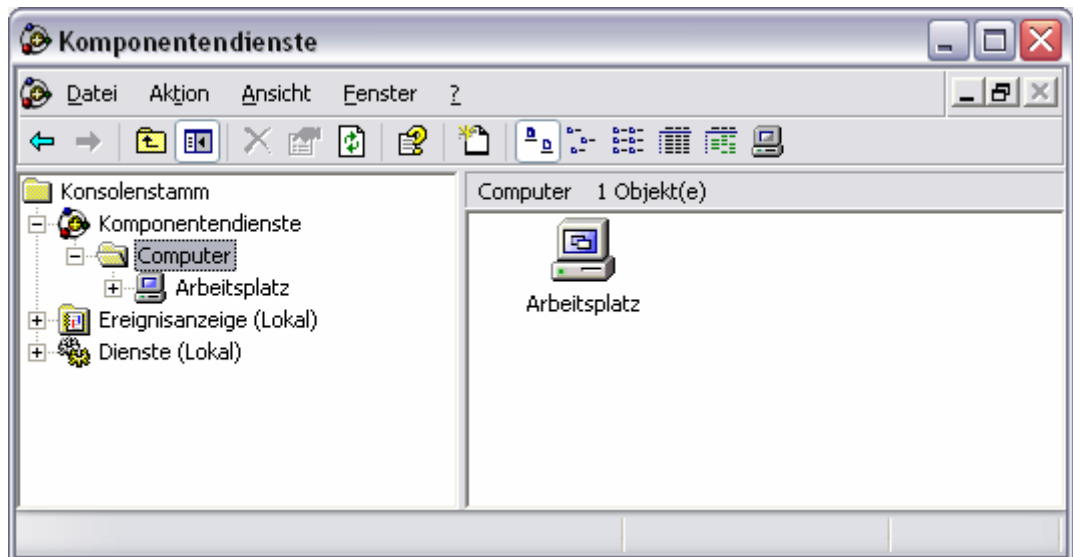 Komponentendienste
Datei Aktion Ansicht Fenster ?
Konsolenstamm
Komponentendienste
Computer
Arbeitsplatz
Ereignisanzeige (Lokal)
Dienste (Lokal)
Computer 1 Objekt(e)
Arbeitsplatz